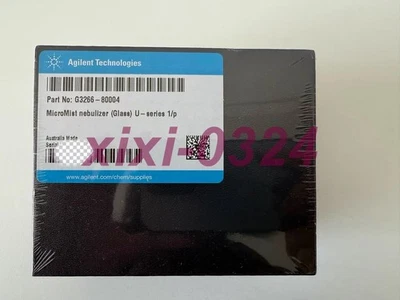 Agilent Technologies
Part No: G3266-80004
MicroMist nebulizer (Glass) U-series 1/p
Australia Made
Serial
xixi-0324
www.agilent.com/chem/supplies